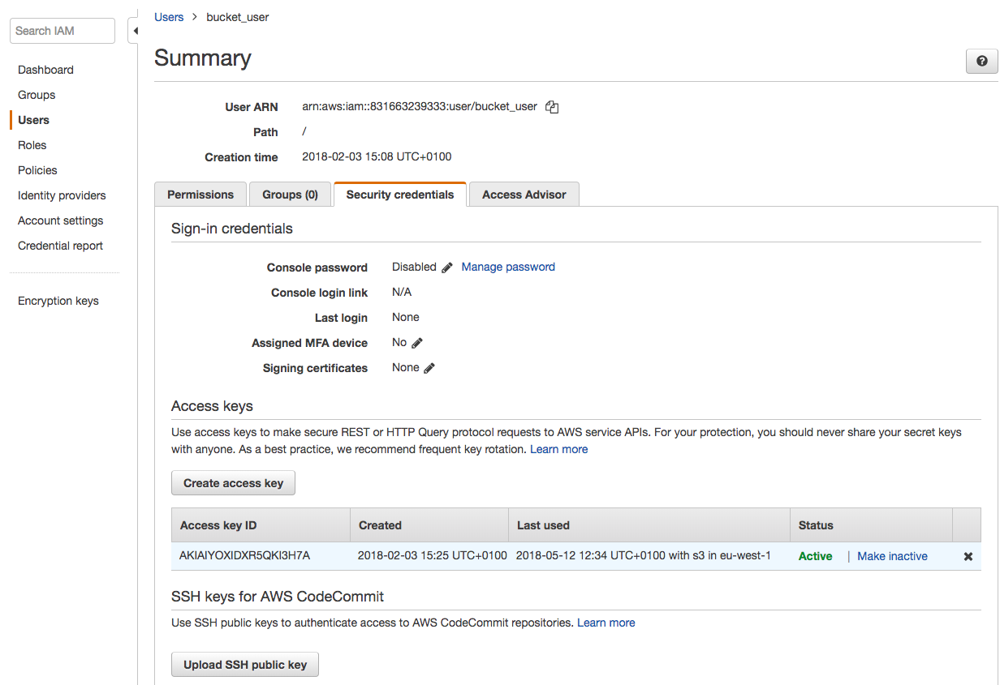 Search IAM
Dashboard
Groups
Users
Roles
Policies
Identity providers
Account settings
Credential report
Encryption keys
Users > bucket_user
Summary
User ARN arn:aws:iam::831663239333:user/bucket_user
Path /
Creation time 2018-02-03 15:08 UTC+0100
Permissions Groups (0) Security credentials Access Advisor
Sign-in credentials
Console password Disabled Manage password
Console login link N/A
Last login None
Assigned MFA device No
Signing certificates None
Access keys
Use access keys to make secure REST or HTTP Query protocol requests to AWS service APIs. For your protection, you should never share your secret keys
with anyone. As a best practice, we recommend frequent key rotation. Learn more
Create access key
Access key ID Created Last used Status
AKIAIYOXIDXR5QKI3H7A 2018-02-03 15:25 UTC+0100 2018-05-12 12:34 UTC+0100 with s3 in eu-west-1 Active | Make inactive
SSH keys for AWS CodeCommit
Use SSH public keys to authenticate access to AWS CodeCommit repositories. Learn more
Upload SSH public key